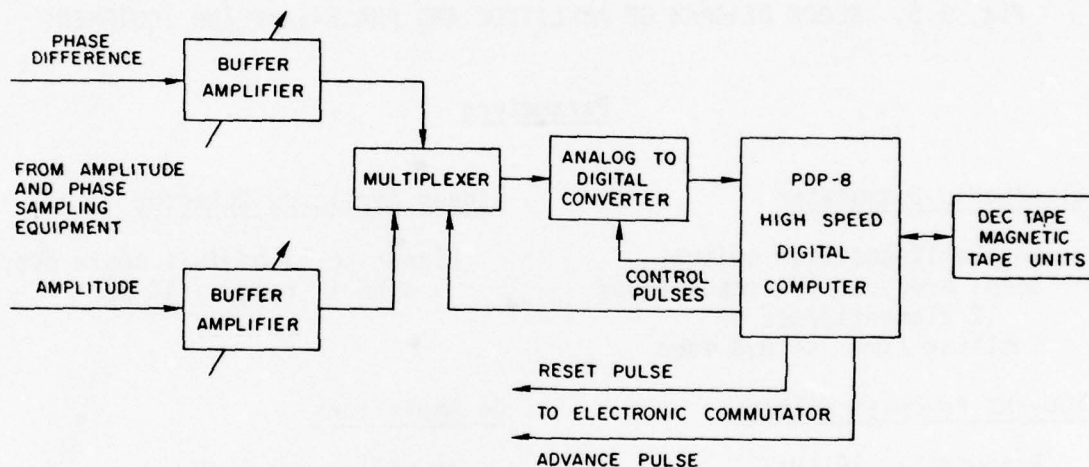 PHASE
DIFFERENCE
BUFFER
AMPLIFIER
FROM AMPLITUDE
AND PHASE
SAMPLING
EQUIPMENT
AMPLITUDE
BUFFER
AMPLIFIER
MULTIPLEXER
ANALOG TO
DIGITAL
CONVERTER
CONTROL
PULSES
PDP-8
HIGH SPEED
DIGITAL
COMPUTER
DEC TAPE
MAGNETIC
TAPE UNITS
RESET PULSE
TO ELECTRONIC COMMUTATOR
ADVANCE PULSE